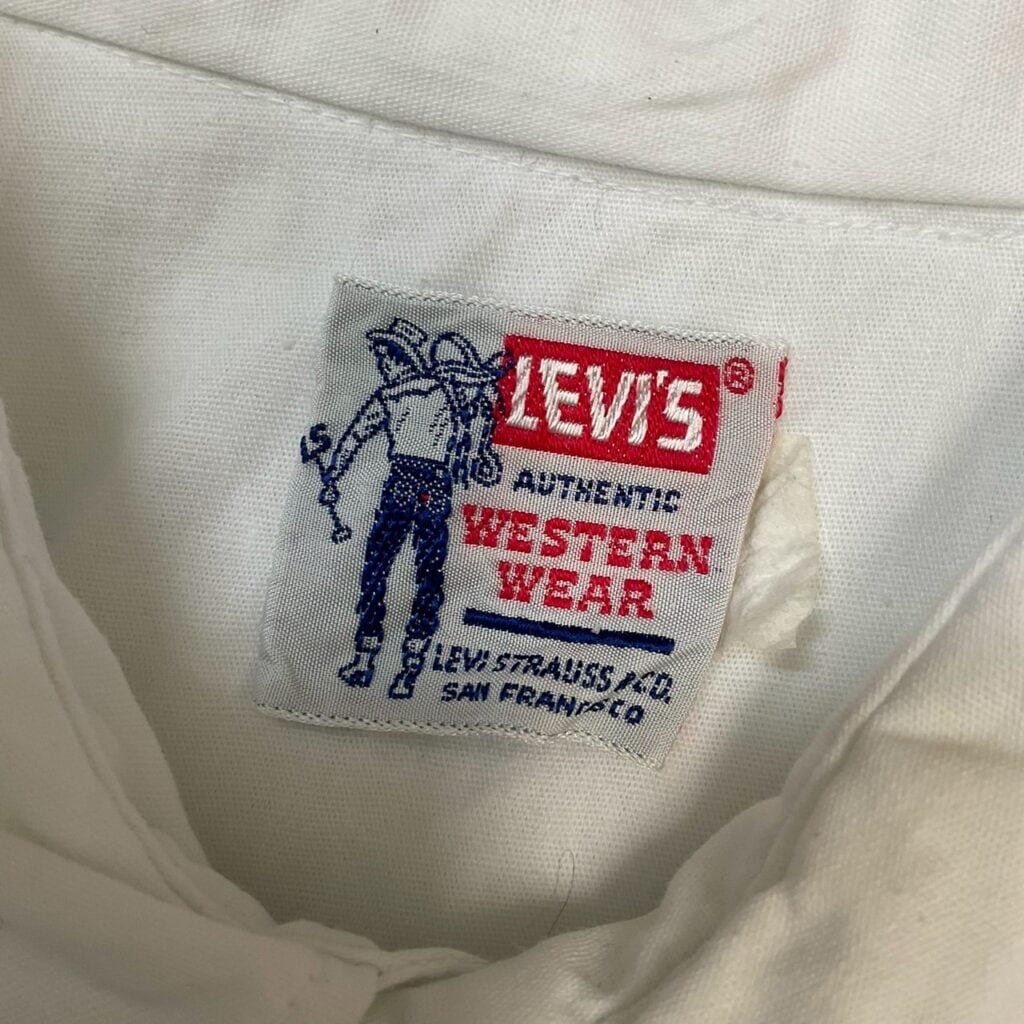 LEVI'S ®
AUTHENTIC
WESTERN
WEAR
LEVI STRAUSS & CO.
SAN FRANCISCO